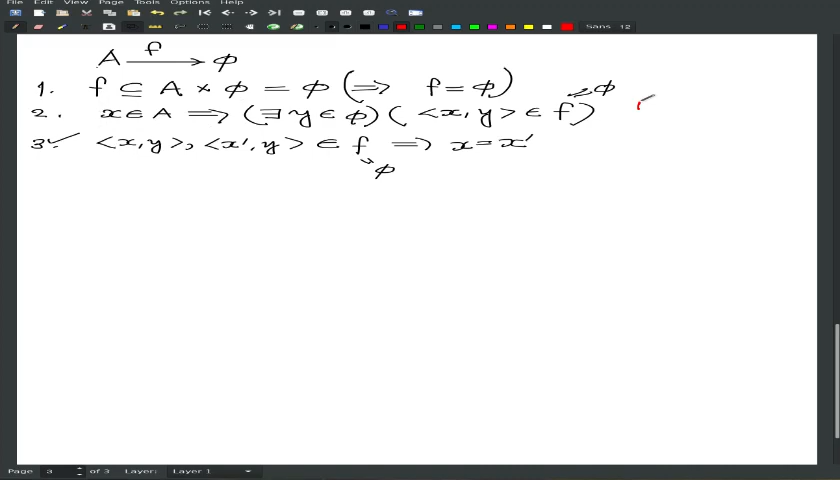 File Edit View Page Tools Options Help
Sans 12
A f→ ϕ
1. f ⊆ A × ϕ = ϕ (⇒ f = ϕ)
ϕ
2. x ∈ A ⇒ (∃ y ∈ ϕ) (<x, y> ∈ f)
3. ✓ <x, y>, <x', y> ∈ f ⇒ x = x'
ϕ
Page 3 of 3 Layer: Layer 1